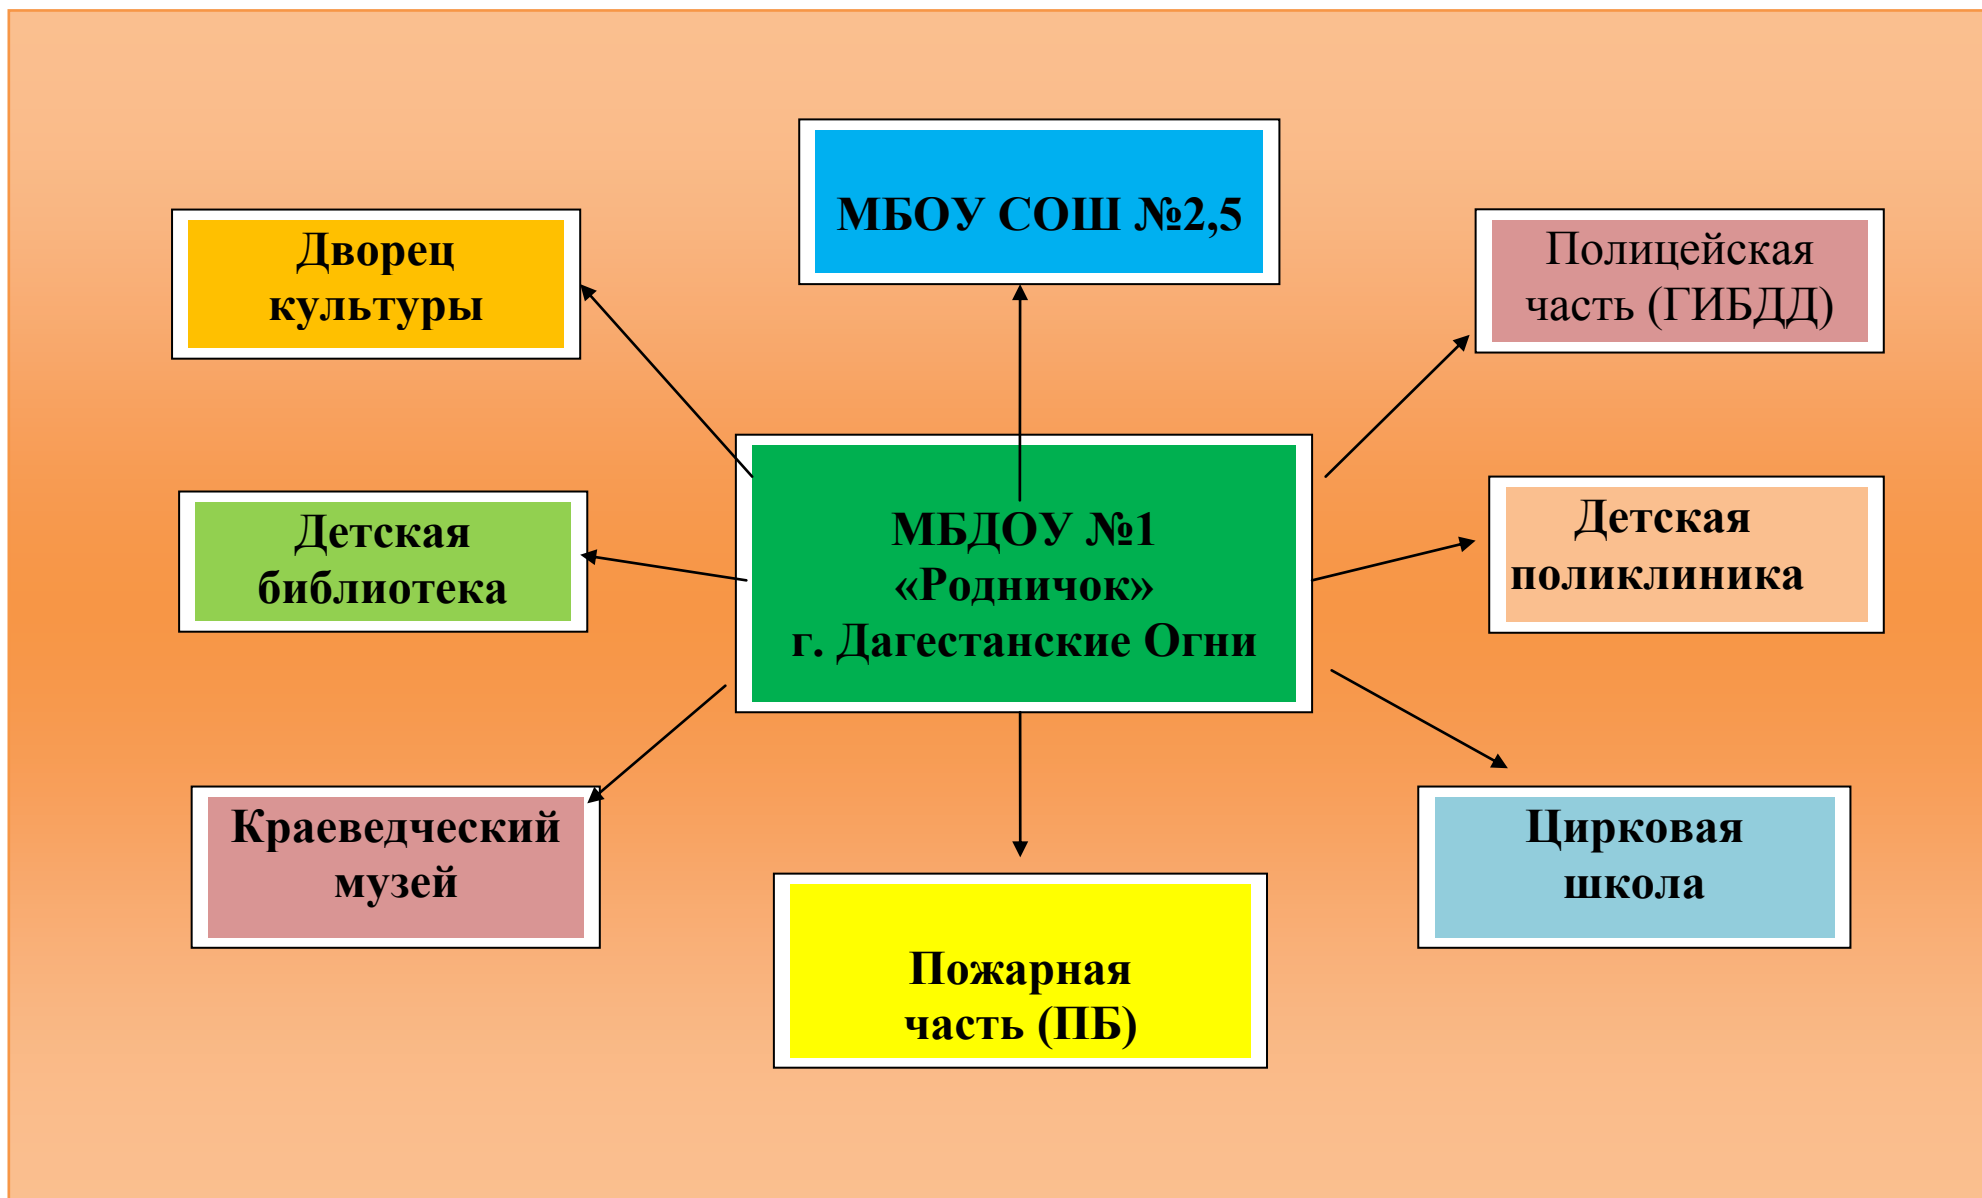 МБОУ СОШ №2,5
Дворец
культуры
Полицейская
часть (ГИБДД)
Детская
библиотека
МБДОУ №1
«Родничок»
г. Дагестанские Огни
Детская
поликлиника
Краеведческий
музей
Цирковая
школа
Пожарная
часть (ПБ)